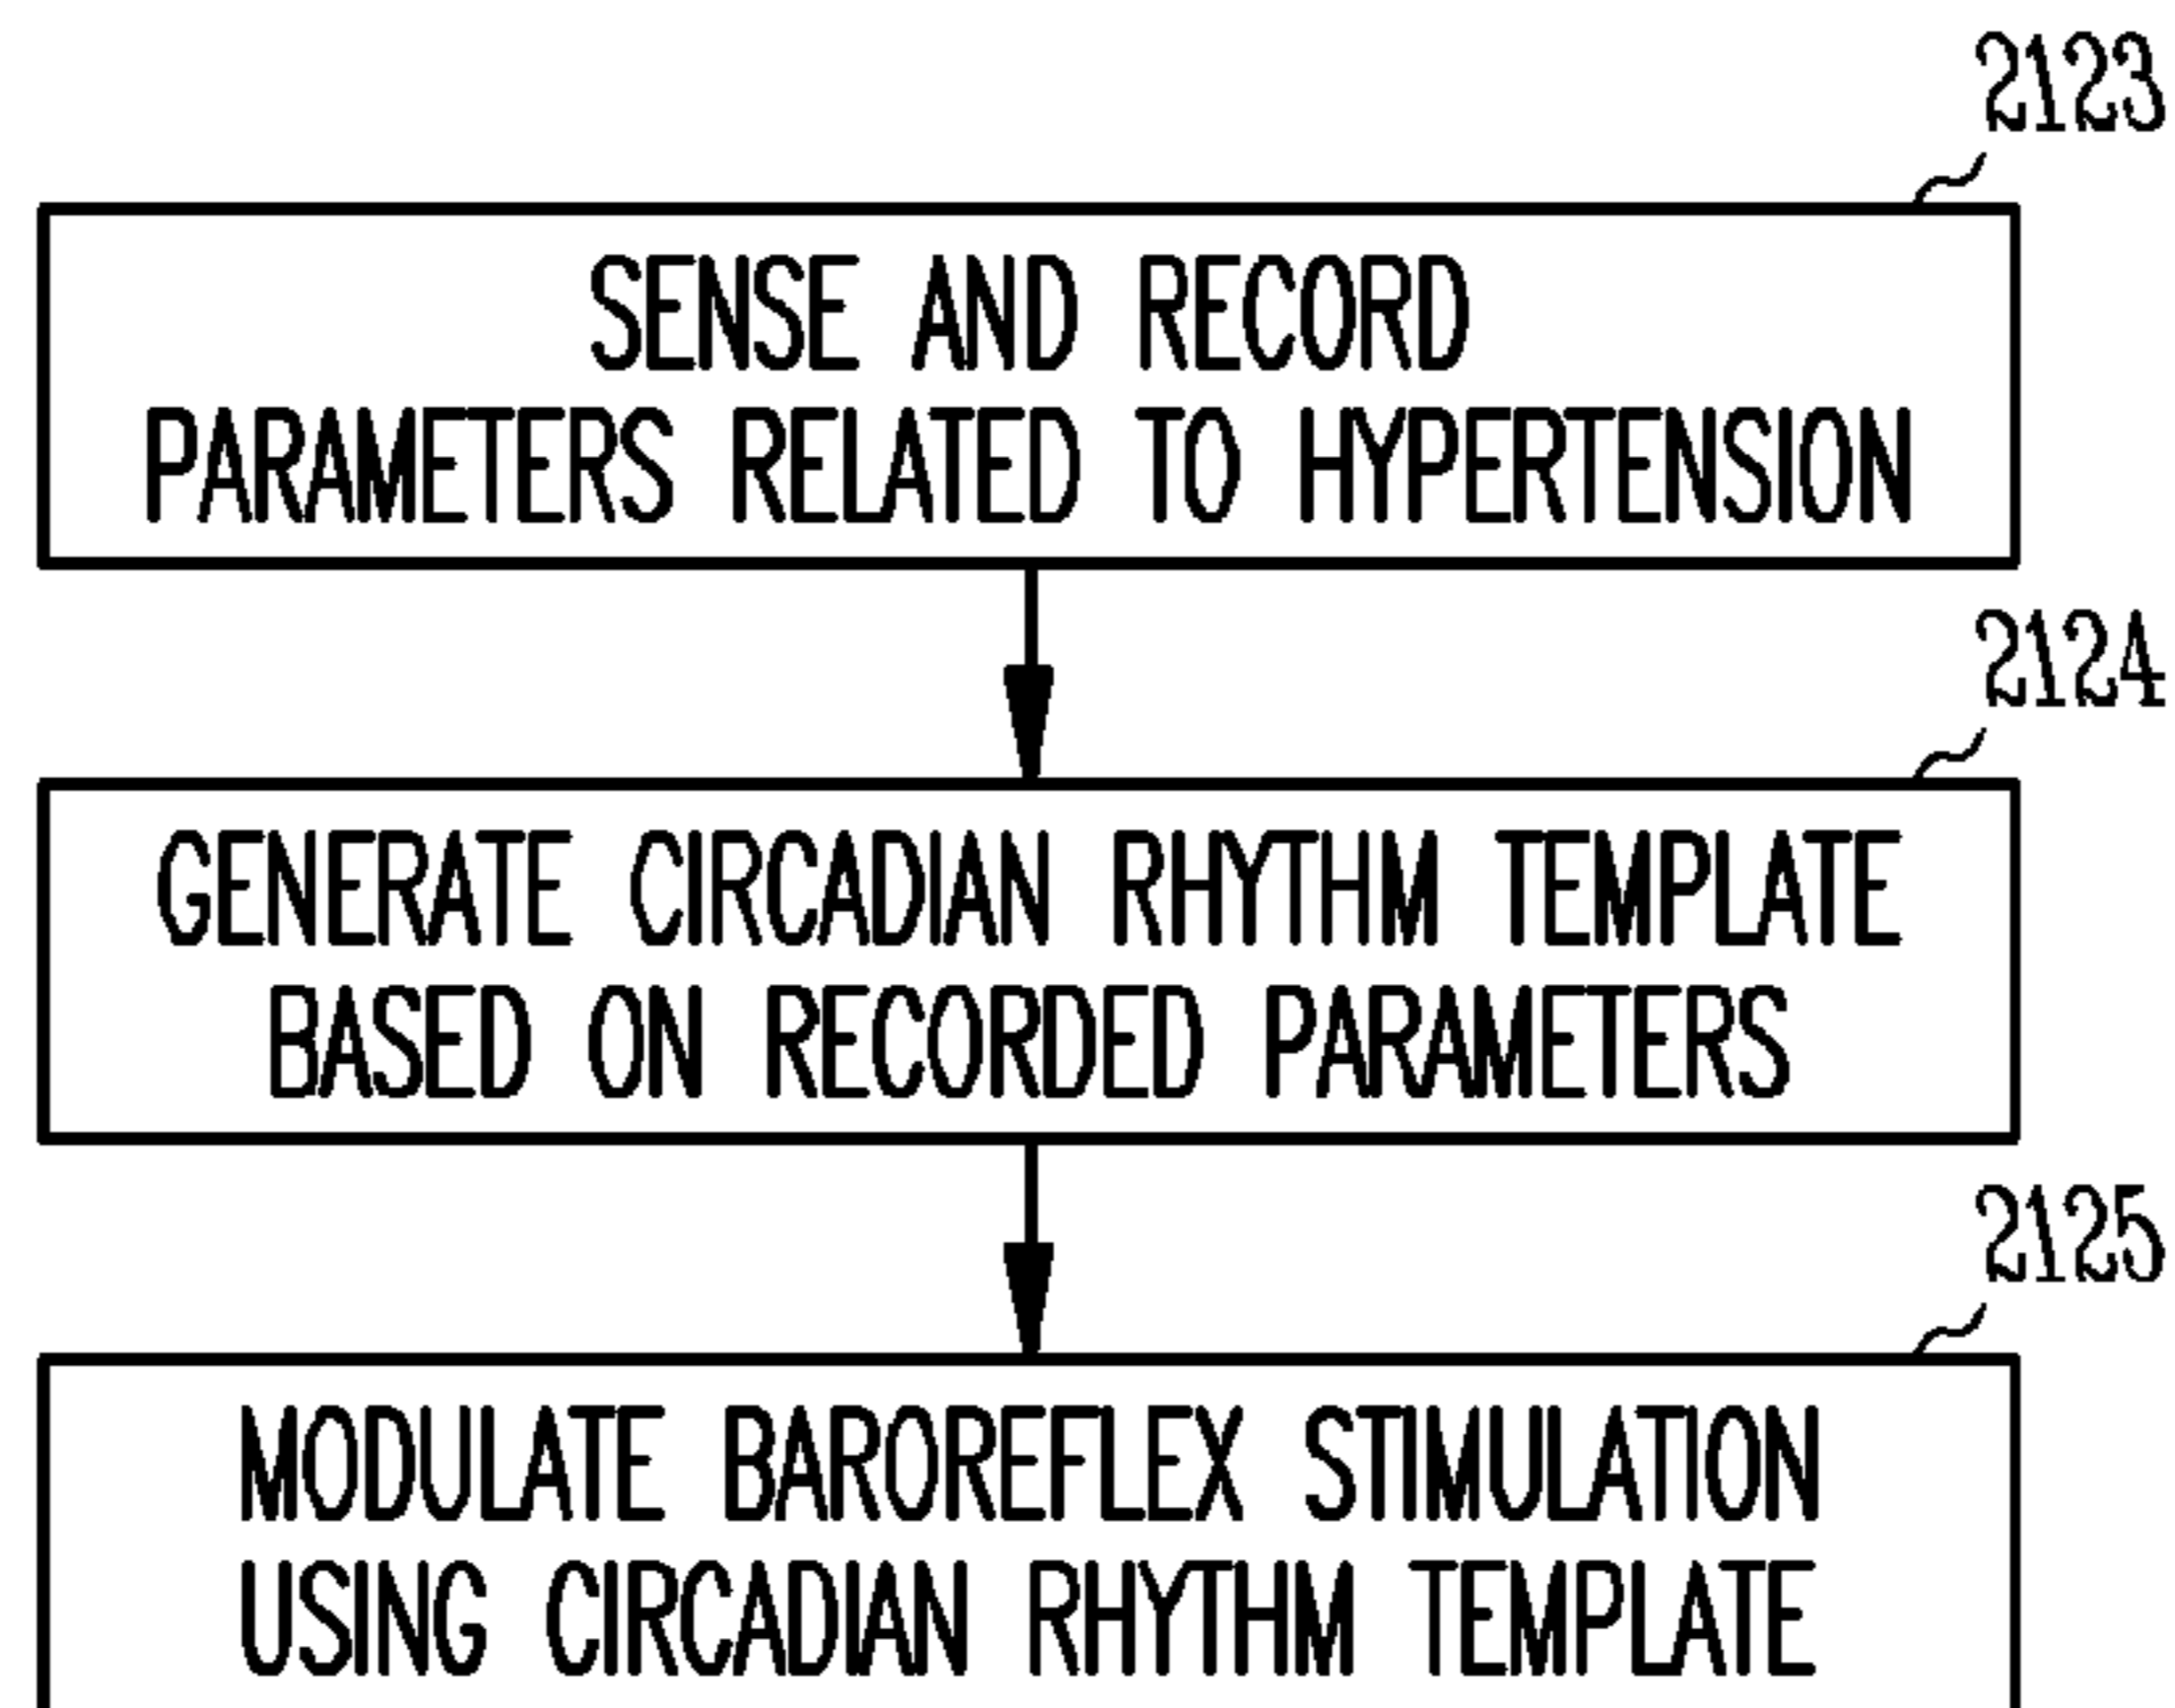 2123
SENSE AND RECORD
PARAMETERS RELATED TO HYPERTENSION
2124
GENERATE CIRCADIAN RHYTHM TEMPLATE
BASED ON RECORDED PARAMETERS
2125
MODULATE BAROREFLEX STIMULATION
USING CIRCADIAN RHYTHM TEMPLATE